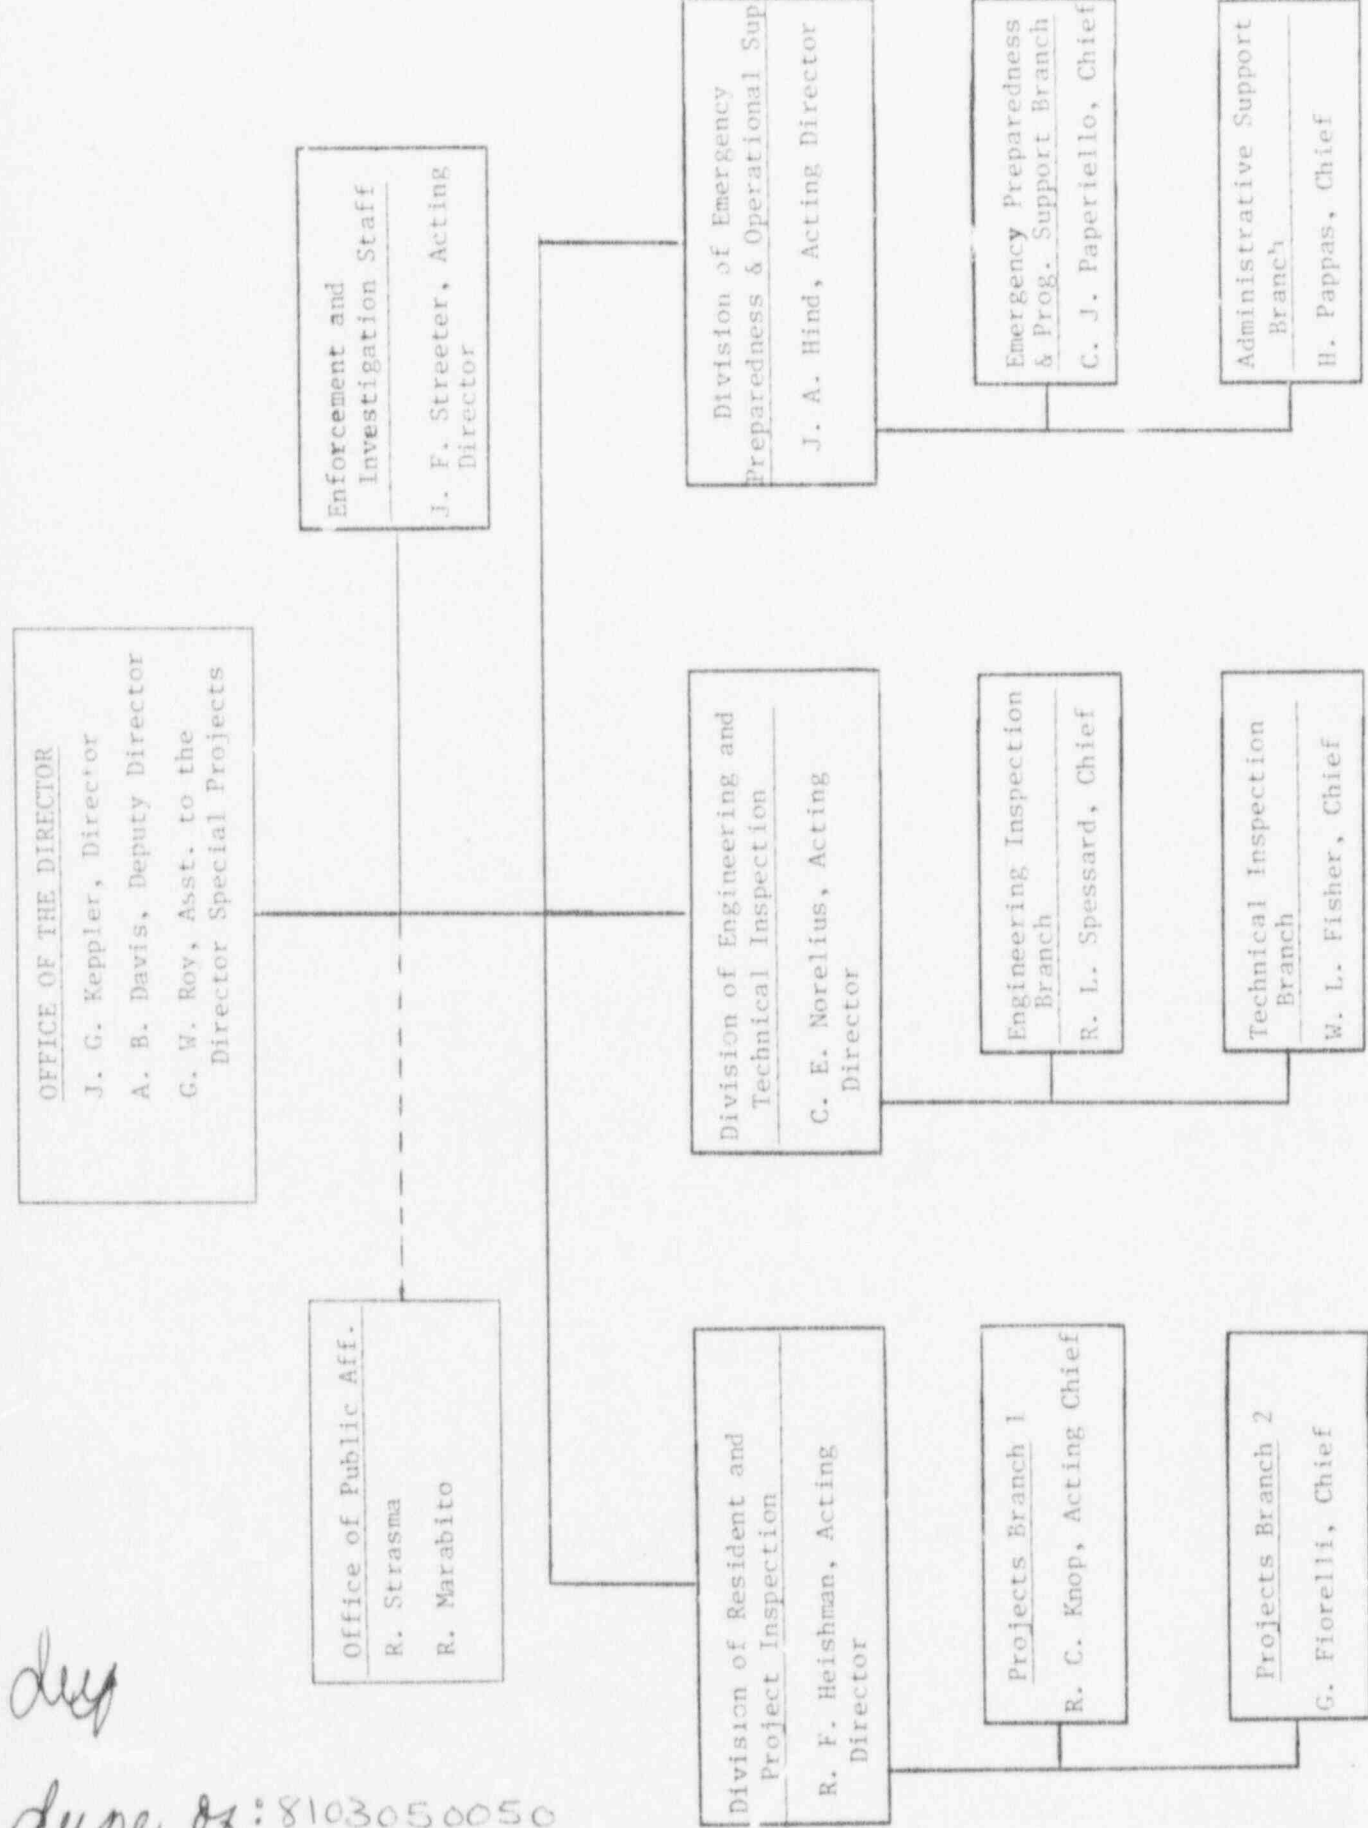 OFFICE OF THE DIRECTOR
J. G. Keppler, Director
A. B. Davis, Deputy Director
G. W. Roy, Asst. to the
Director Special Projects
Office of Public Aff.
R. Strasma
R. Marabito
Enforcement and
Investigation Staff
J. F. Streeter, Acting
Director
Division of Resident and
Project Inspection
R. F. Heishman, Acting
Director
Projects Branch 1
R. C. Knop, Acting Chief
Projects Branch 2
G. Fiorelli, Chief
Division of Engineering and
Technical Inspection
C. E. Norelius, Acting
Director
Engineering Inspection
Branch
R. L. Spessard, Chief
Technical Inspection
Branch
W. L. Fisher, Chief
Division of Emergency
Preparedness & Operational Sup
J. A. Hind, Acting Director
Emergency Preparedness
& Prog. Support Branch
C. J. Paperiello, Chief
Administrative Support
Branch
H. Pappas, Chief
8103050050